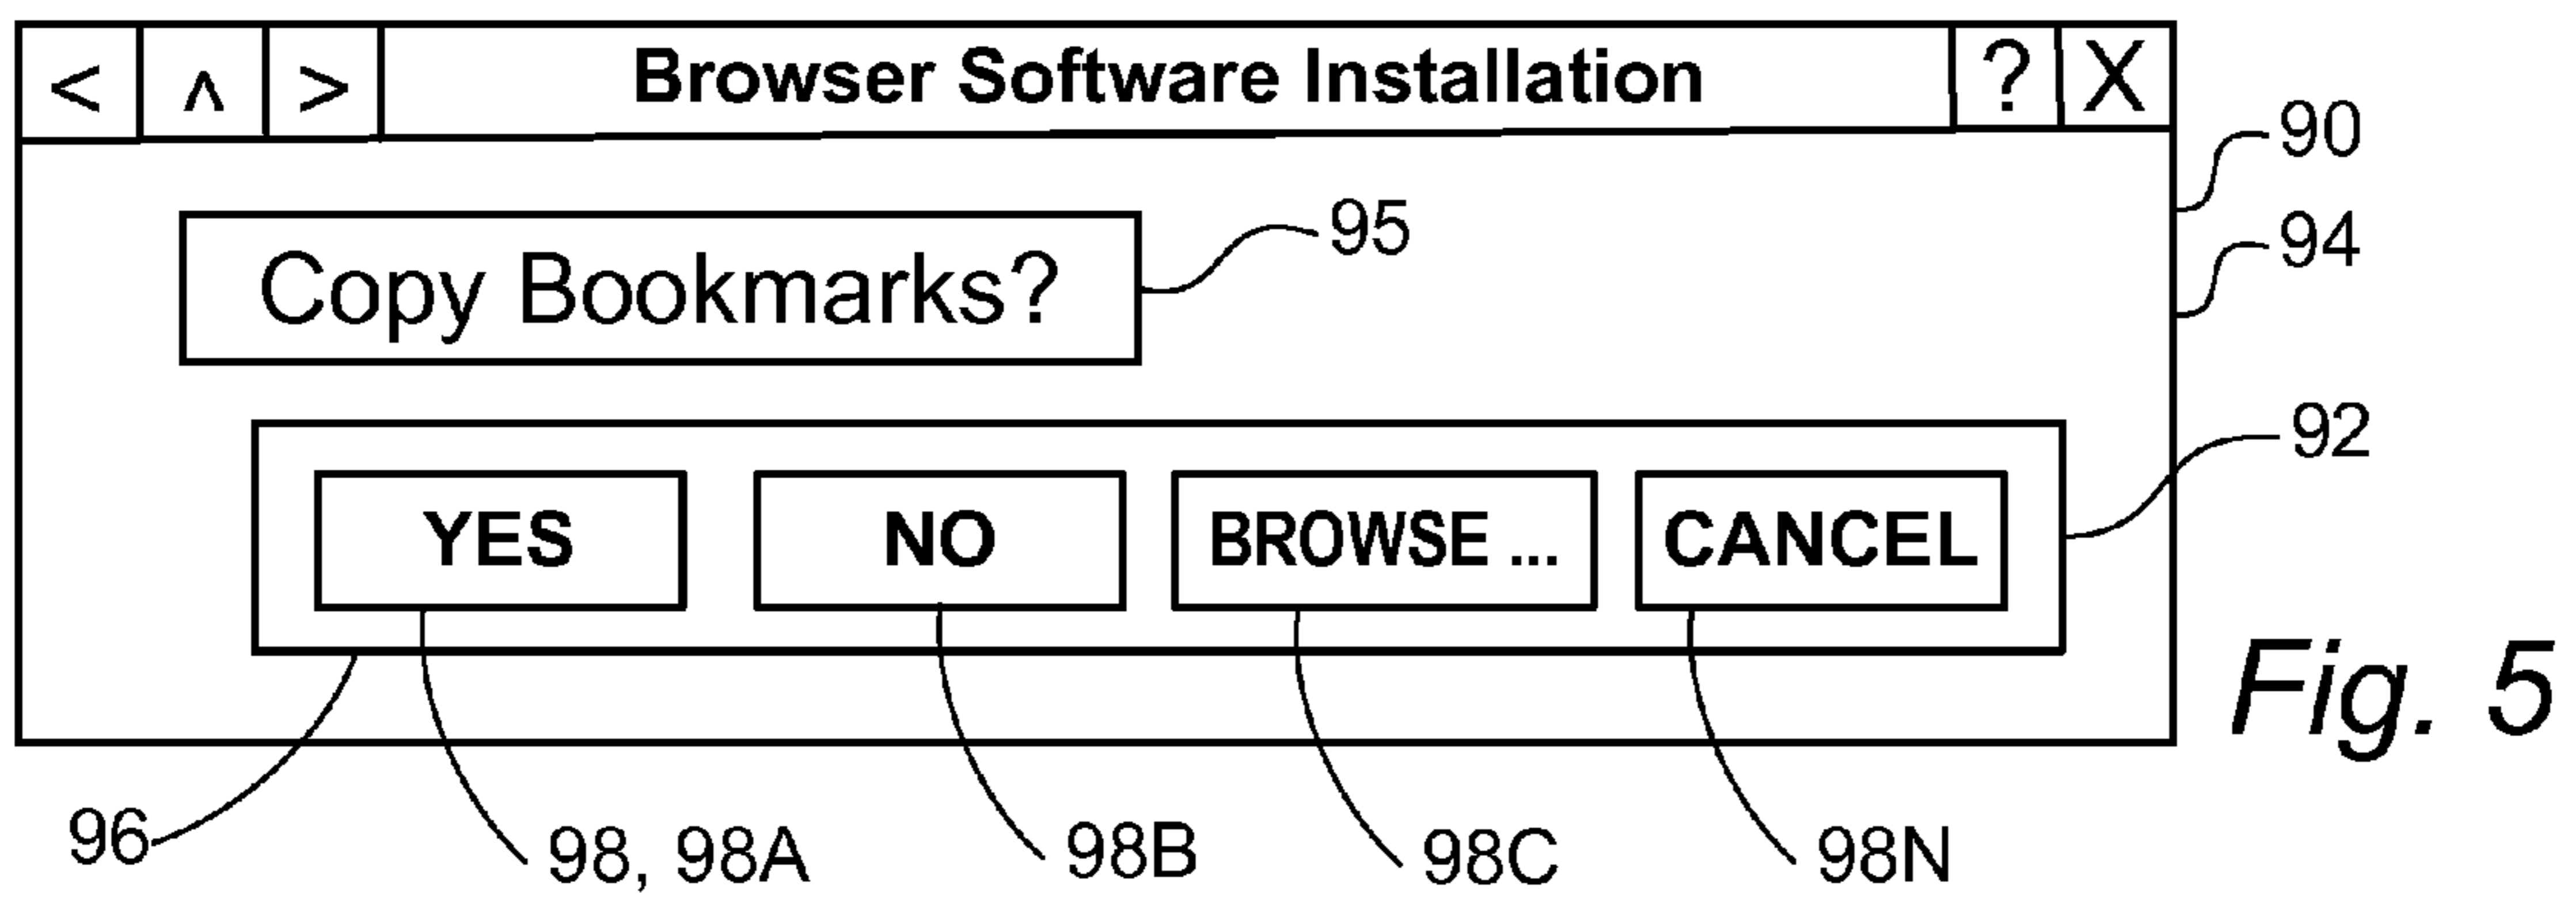 < ^ > Browser Software Installation ? X
90
95
94
Copy Bookmarks?
92
YES NO BROWSE ... CANCEL
Fig. 5
96 98, 98A 98B 98C 98N